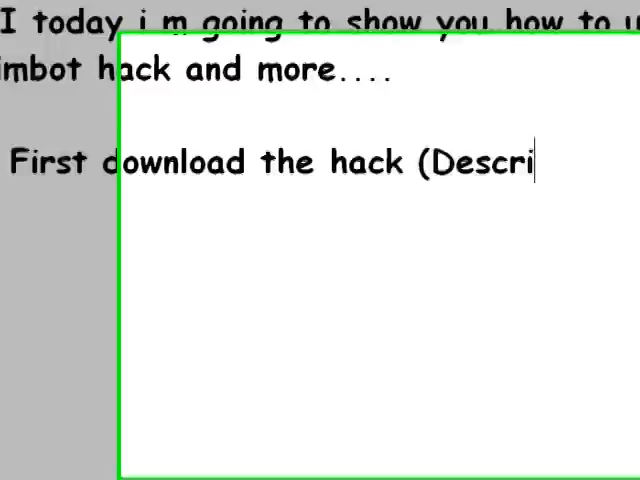 I today i m going to show you how to u
imbot hack and more....
First download the hack (Descri